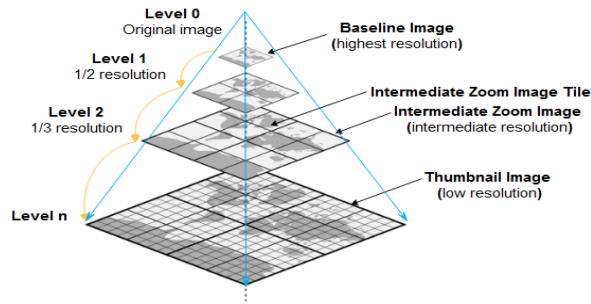 Level 0
Original image
Level 1
1/2 resolution
Level 2
1/3 resolution
Level n
Baseline Image
(highest resolution)
Intermediate Zoom Image Tile
Intermediate Zoom Image
(intermediate resolution)
Thumbnail Image
(low resolution)